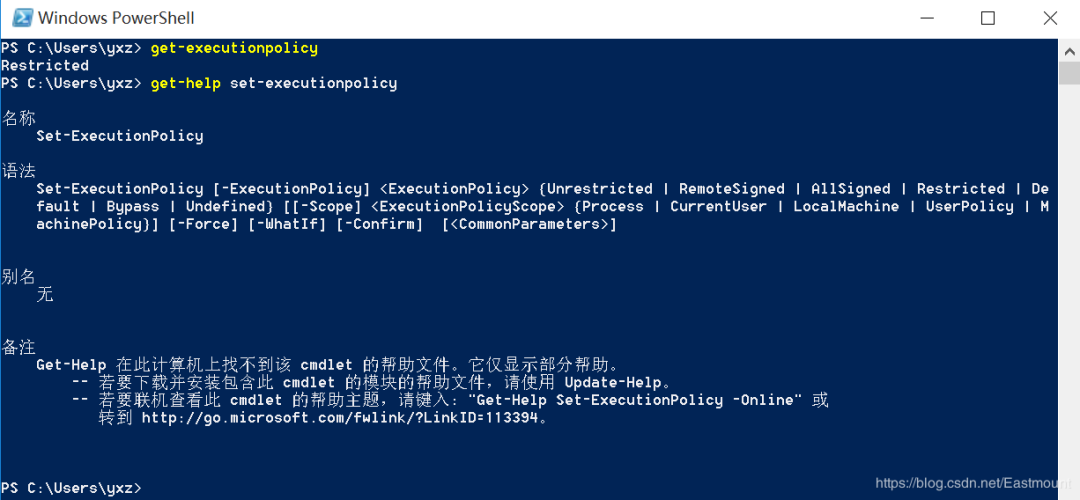 Windows PowerShell
PS C:\Users\yxz> get-executionpolicy
Restricted
PS C:\Users\yxz> get-help set-executionpolicy
名称
Set-ExecutionPolicy
语法
Set-ExecutionPolicy [-ExecutionPolicy] <ExecutionPolicy> {Unrestricted | RemoteSigned | AllSigned | Restricted | De
fault | Bypass | Undefined} [[-Scope] <ExecutionPolicyScope> {Process | CurrentUser | LocalMachine | UserPolicy | M
achinePolicy}] [-Force] [-WhatIf] [-Confirm]  [<CommonParameters>]
别名
无
备注
Get-Help 在此计算机上找不到该 cmdlet 的帮助文件。它仅显示部分帮助。
-- 若要下载并安装包含此 cmdlet 的模块的帮助文件，请使用 Update-Help。
-- 若要联机查看此 cmdlet 的帮助主题，请键入："Get-Help Set-ExecutionPolicy -Online" 或
转到 http://go.microsoft.com/fwlink/?LinkID=113394。
PS C:\Users\yxz>
https://blog.csdn.net/Eastmount